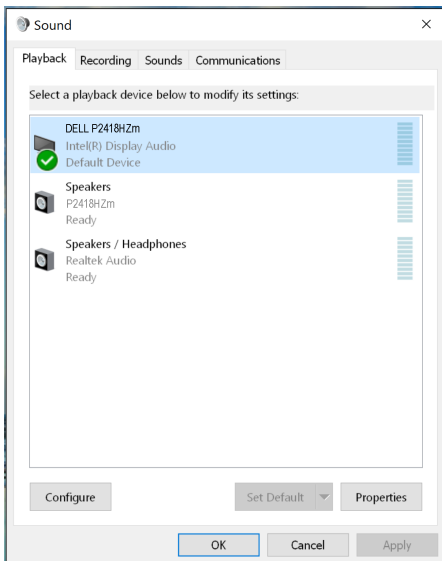 Sound
Playback Recording Sounds Communications
Select a playback device below to modify its settings:
DELL P2418HZm
Intel(R) Display Audio
Default Device
Speakers
P2418HZm
Ready
Speakers / Headphones
Realtek Audio
Ready
Configure Set Default Properties
OK Cancel Apply